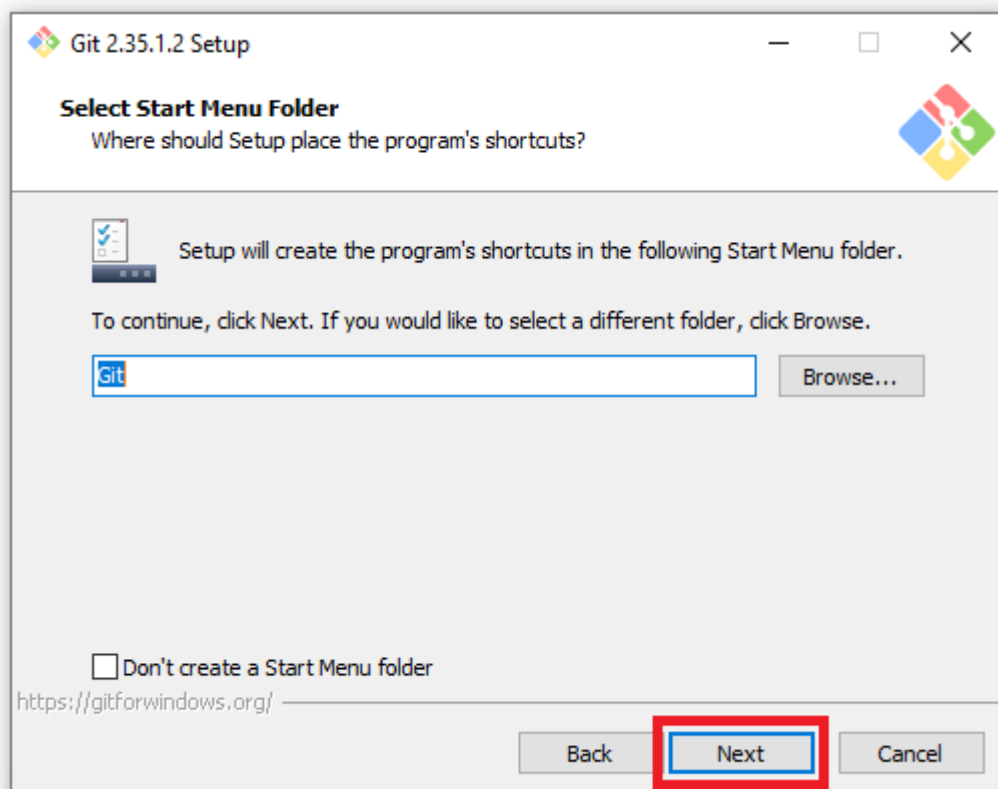 Git 2.35.1.2 Setup
Select Start Menu Folder
Where should Setup place the program's shortcuts?
Setup will create the program's shortcuts in the following Start Menu folder.
To continue, click Next. If you would like to select a different folder, click Browse.
Git
Browse...
Don't create a Start Menu folder
https://gitforwindows.org/
Back
Next
Cancel